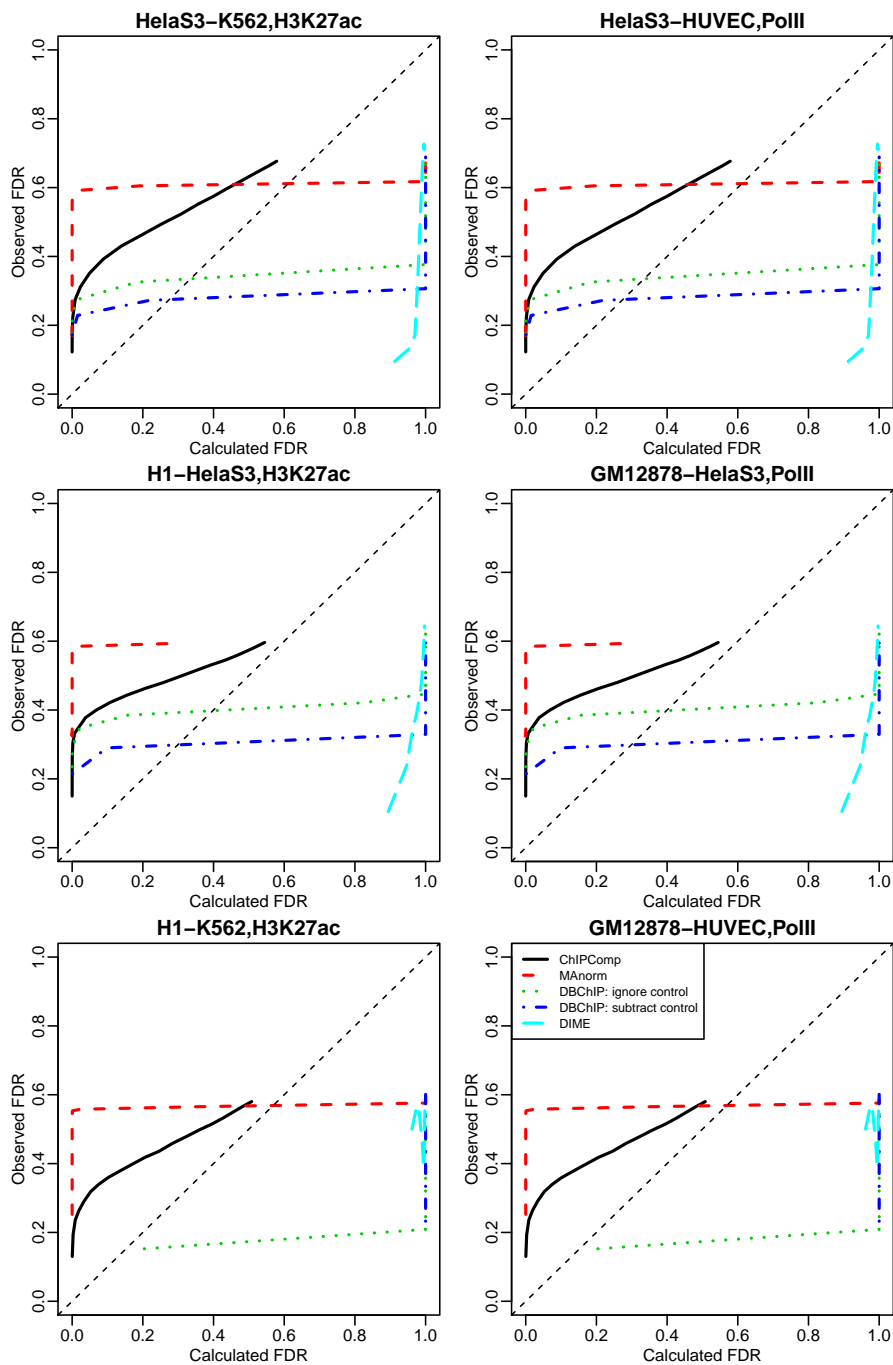 HelaS3−K562,H3K27ac
Observed FDR
0.0 0.2 0.4 0.6 0.8 1.0
0.0 0.2 0.4 0.6 0.8 1.0
Calculated FDR
HelaS3−HUVEC,PolII
Observed FDR
0.0 0.2 0.4 0.6 0.8 1.0
0.0 0.2 0.4 0.6 0.8 1.0
Calculated FDR
H1−HelaS3,H3K27ac
Observed FDR
0.0 0.2 0.4 0.6 0.8 1.0
0.0 0.2 0.4 0.6 0.8 1.0
Calculated FDR
GM12878−HelaS3,PolII
Observed FDR
0.0 0.2 0.4 0.6 0.8 1.0
0.0 0.2 0.4 0.6 0.8 1.0
Calculated FDR
H1−K562,H3K27ac
Observed FDR
0.0 0.2 0.4 0.6 0.8 1.0
0.0 0.2 0.4 0.6 0.8 1.0
Calculated FDR
GM12878−HUVEC,PolII
ChIPComp
MAnorm
DBChIP: ignore control
DBChIP: subtract control
DIME
Observed FDR
0.0 0.2 0.4 0.6 0.8 1.0
0.0 0.2 0.4 0.6 0.8 1.0
Calculated FDR